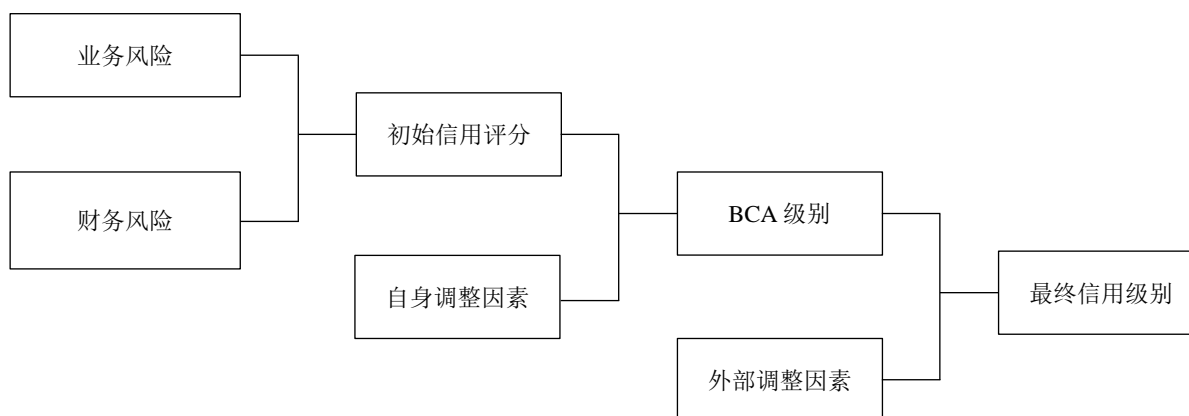 业务风险
财务风险
初始信用评分
自身调整因素
BCA 级别
外部调整因素
最终信用级别